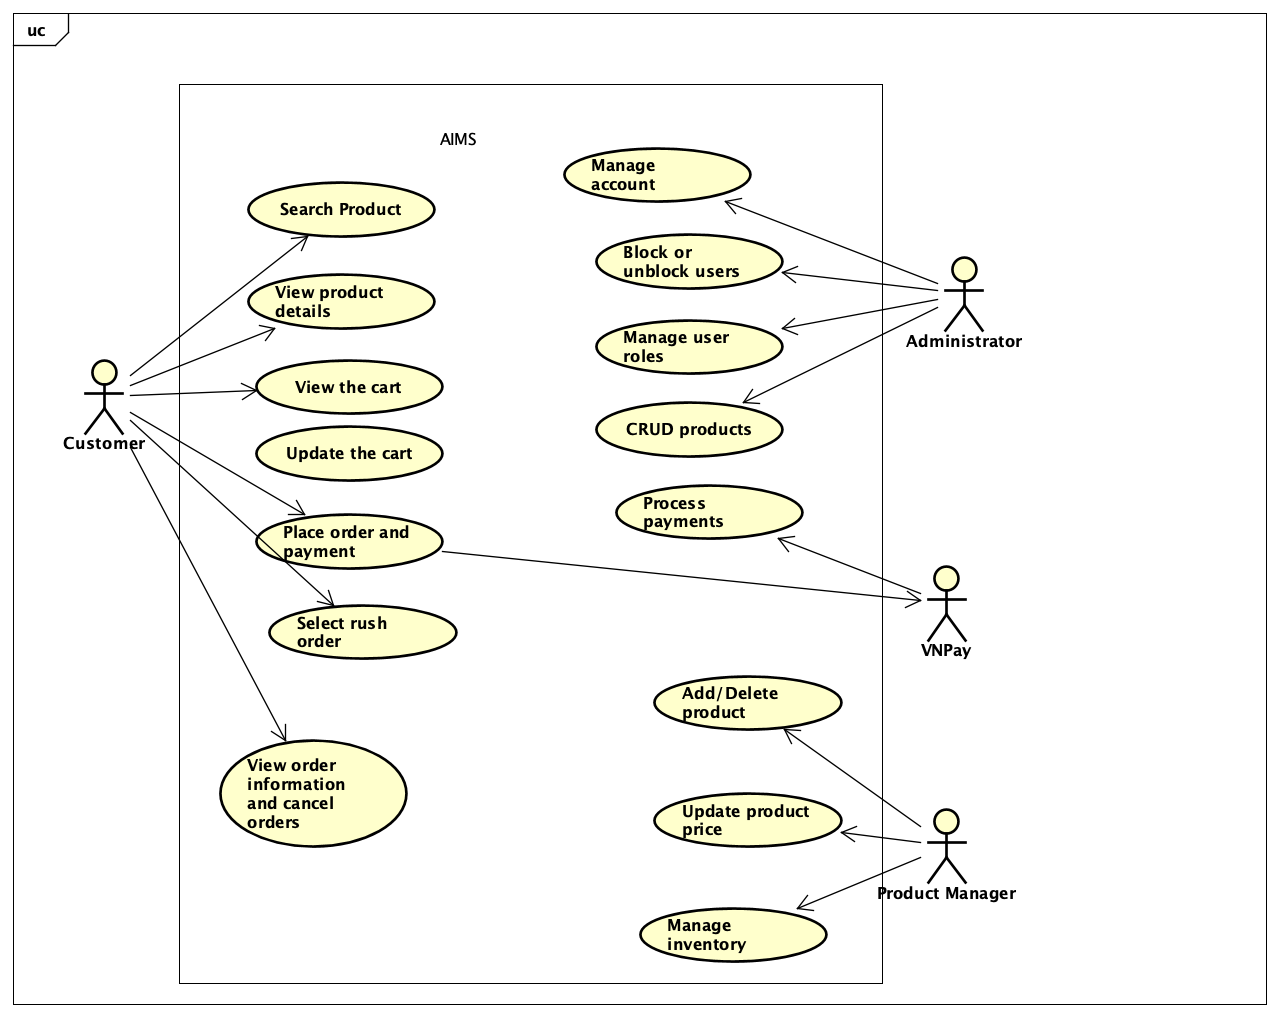 uc
AIMS
Search Product
View product
details
View the cart
Update the cart
Place order and
payment
Select rush
order
View order
information
and cancel
orders
Customer
Manage
account
Block or
unblock users
Manage user
roles
CRUD products
Process
payments
Add/Delete
product
Update product
price
Manage
inventory
Administrator
VNPay
Product Manager